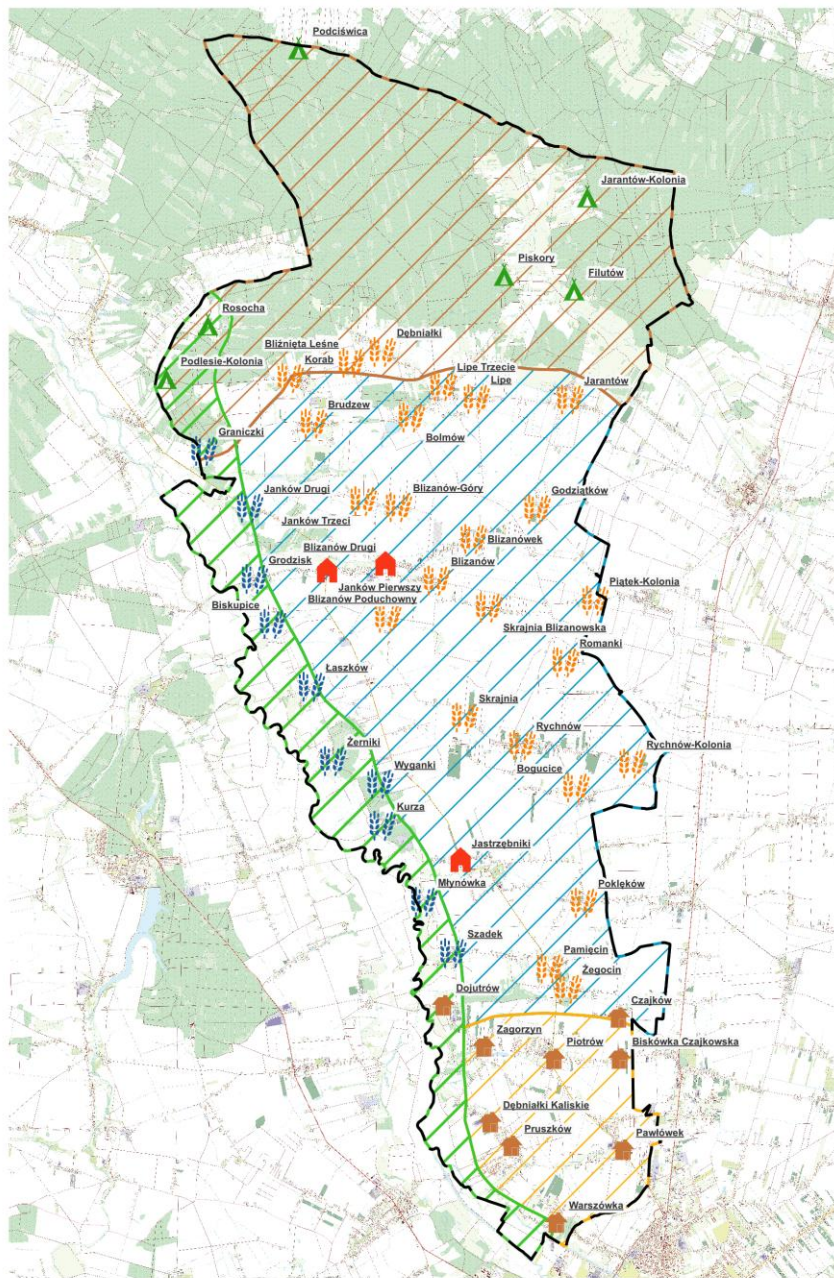 Podciświca
Jarantów-Kolonia
Piskory
Filutów
Rosocha
Dębniałki
Bliźnięta Leśne
Korab
Podlesie-Kolonia
Lipe Trzecie
Lipe
Jarantów
Brudzew
Graniczki
Bolmów
Janków Drugi
Blizanów-Góry
Godziątków
Janków Trzeci
Blizanówek
Blizanów Drugi
Grodzisk
Blizanów
Piątek-Kolonia
Janków Pierwszy
Blizanów Poduchowny
Biskupice
Skrajnia Blizanowska
Romanki
Łaszków
Skrajnia
Rychnów
Żerniki
Rychnów-Kolonia
Wyganki
Bogucice
Kurza
Jastrzębniki
Młynówka
Poklęków
Szadek
Pamięcin
Żegocin
Dojutrów
Czajków
Zagorzyn
Piotrów
Biskówka Czajkowska
Dębniałki Kaliskie
Pruszków
Pawłówek
Warszówka